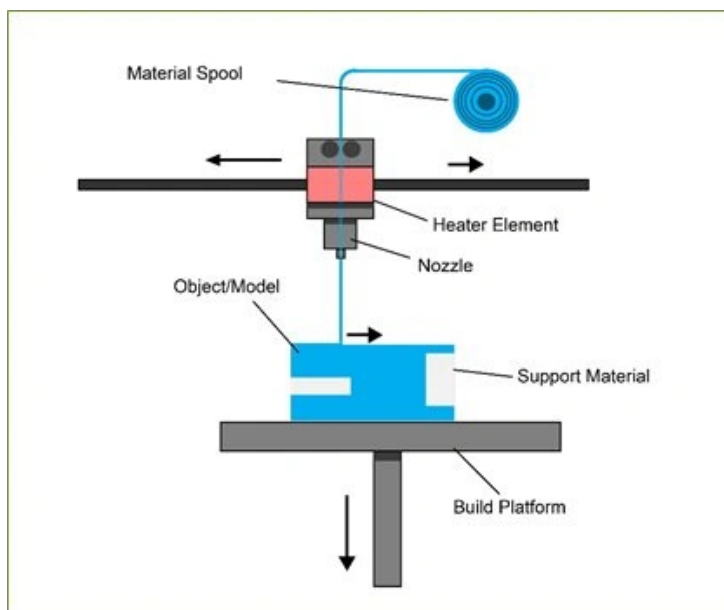 Material Spool
Heater Element
Nozzle
Object/Model
Support Material
Build Platform